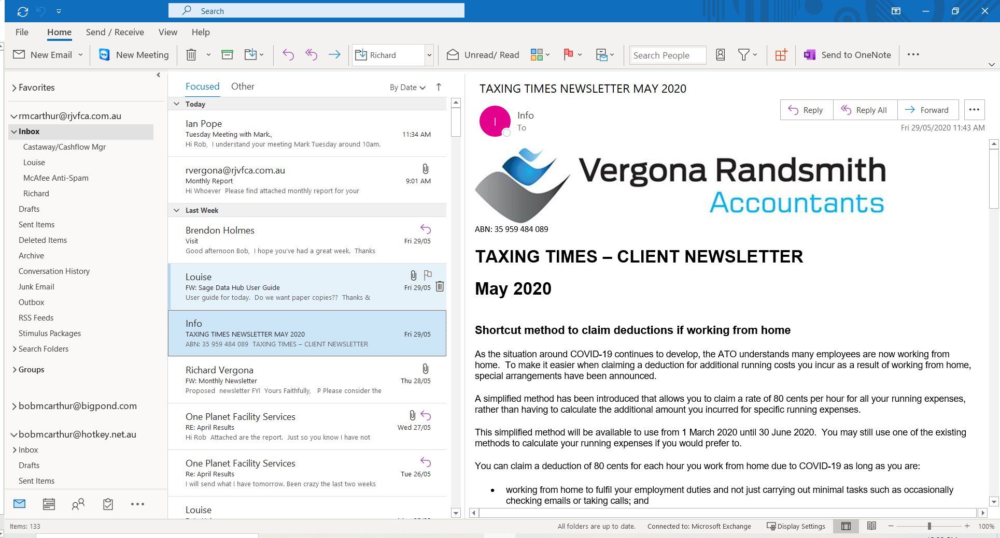 Search
File
Home
Send / Receive
View
Help
New Email
New Meeting
Richard
Unread/ Read
Search People
Send to OneNote
Favorites
rmcarthur@rjvfca.com.au
Inbox
Castaway/Cashflow Mgr
Louise
McAfee Anti-Spam
Richard
Drafts
Sent Items
Deleted Items
Archive
Conversation History
Junk Email
Outbox
RSS Feeds
Stimulus Packages
Search Folders
Groups
bobmcarthur@bigpond.com
bobmcarthur@hotkey.net.au
Inbox
Drafts
Sent Items
Focused
Other
By Date
Today
Ian Pope
Tuesday Meeting with Mark., 11:34 AM
Hi Rob,  I understand your meeting Mark Tuesday around 10am.
rvergona@rjvfca.com.au
Monthly Report 9:01 AM
Hi Whoever  Please find attached monthly report for your
Last Week
Brendon Holmes
Visit Fri 29/05
Good afternoon Bob,  I hope you've had a great week.  Thanks
Louise
FW: Sage Data Hub User Guide Fri 29/05
User guide for today.  Do we want paper copies??  Thanks &
Info
TAXING TIMES NEWSLETTER MAY 2020 Fri 29/05
ABN: 35 959 484 089  TAXING TIMES – CLIENT NEWSLETTER
Richard Vergona
FW: Monthly Newsletter Thu 28/05
Proposed  newsletter FYI  Yours Faithfully,   P Please consider the
One Planet Facility Services
RE: April Results Wed 27/05
Hi Rob  Attached are the report.  Just so you know I have not
One Planet Facility Services
Re: April Results Tue 26/05
I will send what I have tomorrow. Been crazy the last two weeks
Louise
TAXING TIMES NEWSLETTER MAY 2020
I
Info
To
Reply
Reply All
Forward
Fri 29/05/2020 11:43 AM
Vergona Randsmith
Accountants
ABN: 35 959 484 089
TAXING TIMES – CLIENT NEWSLETTER
May 2020
Shortcut method to claim deductions if working from home
As the situation around COVID-19 continues to develop, the ATO understands many employees are now working from
home.  To make it easier when claiming a deduction for additional running costs you incur as a result of working from home,
special arrangements have been announced.
A simplified method has been introduced that allows you to claim a rate of 80 cents per hour for all your running expenses,
rather than having to calculate the additional amount you incurred for specific running expenses.
This simplified method will be available to use from 1 March 2020 until 30 June 2020.  You may still use one of the existing
methods to calculate your running expenses if you would prefer to.
You can claim a deduction of 80 cents for each hour you work from home due to COVID-19 as long as you are:
• working from home to fulfil your employment duties and not just carrying out minimal tasks such as occasionally
checking emails or taking calls; and
Items: 133
All folders are up to date.
Connected to: Microsoft Exchange
Display Settings
100%